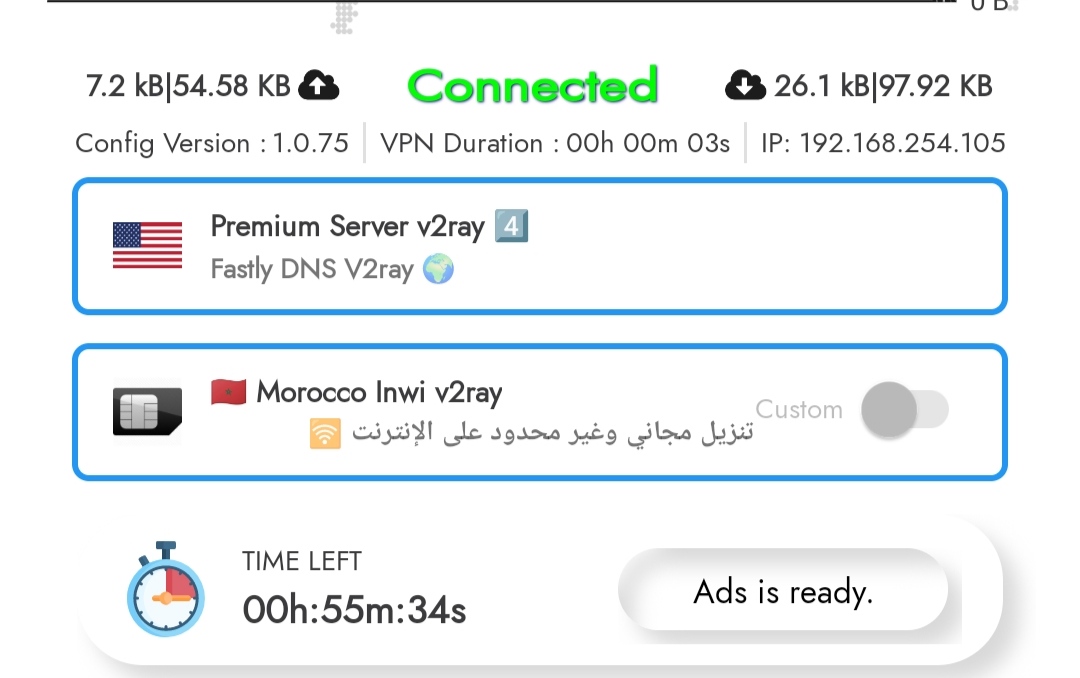 0 B
7.2 kB|54.58 KB Connected 26.1 kB|97.92 KB
Config Version : 1.0.75 VPN Duration : 00h 00m 03s IP: 192.168.254.105
Premium Server v2ray 4️⃣
Fastly DNS V2ray 🌍
🇲🇦 Morocco Inwi v2ray
Custom
تنزيل مجاني وغير محدود على الإنترنت 🛜
TIME LEFT
00h:55m:34s
Ads is ready.